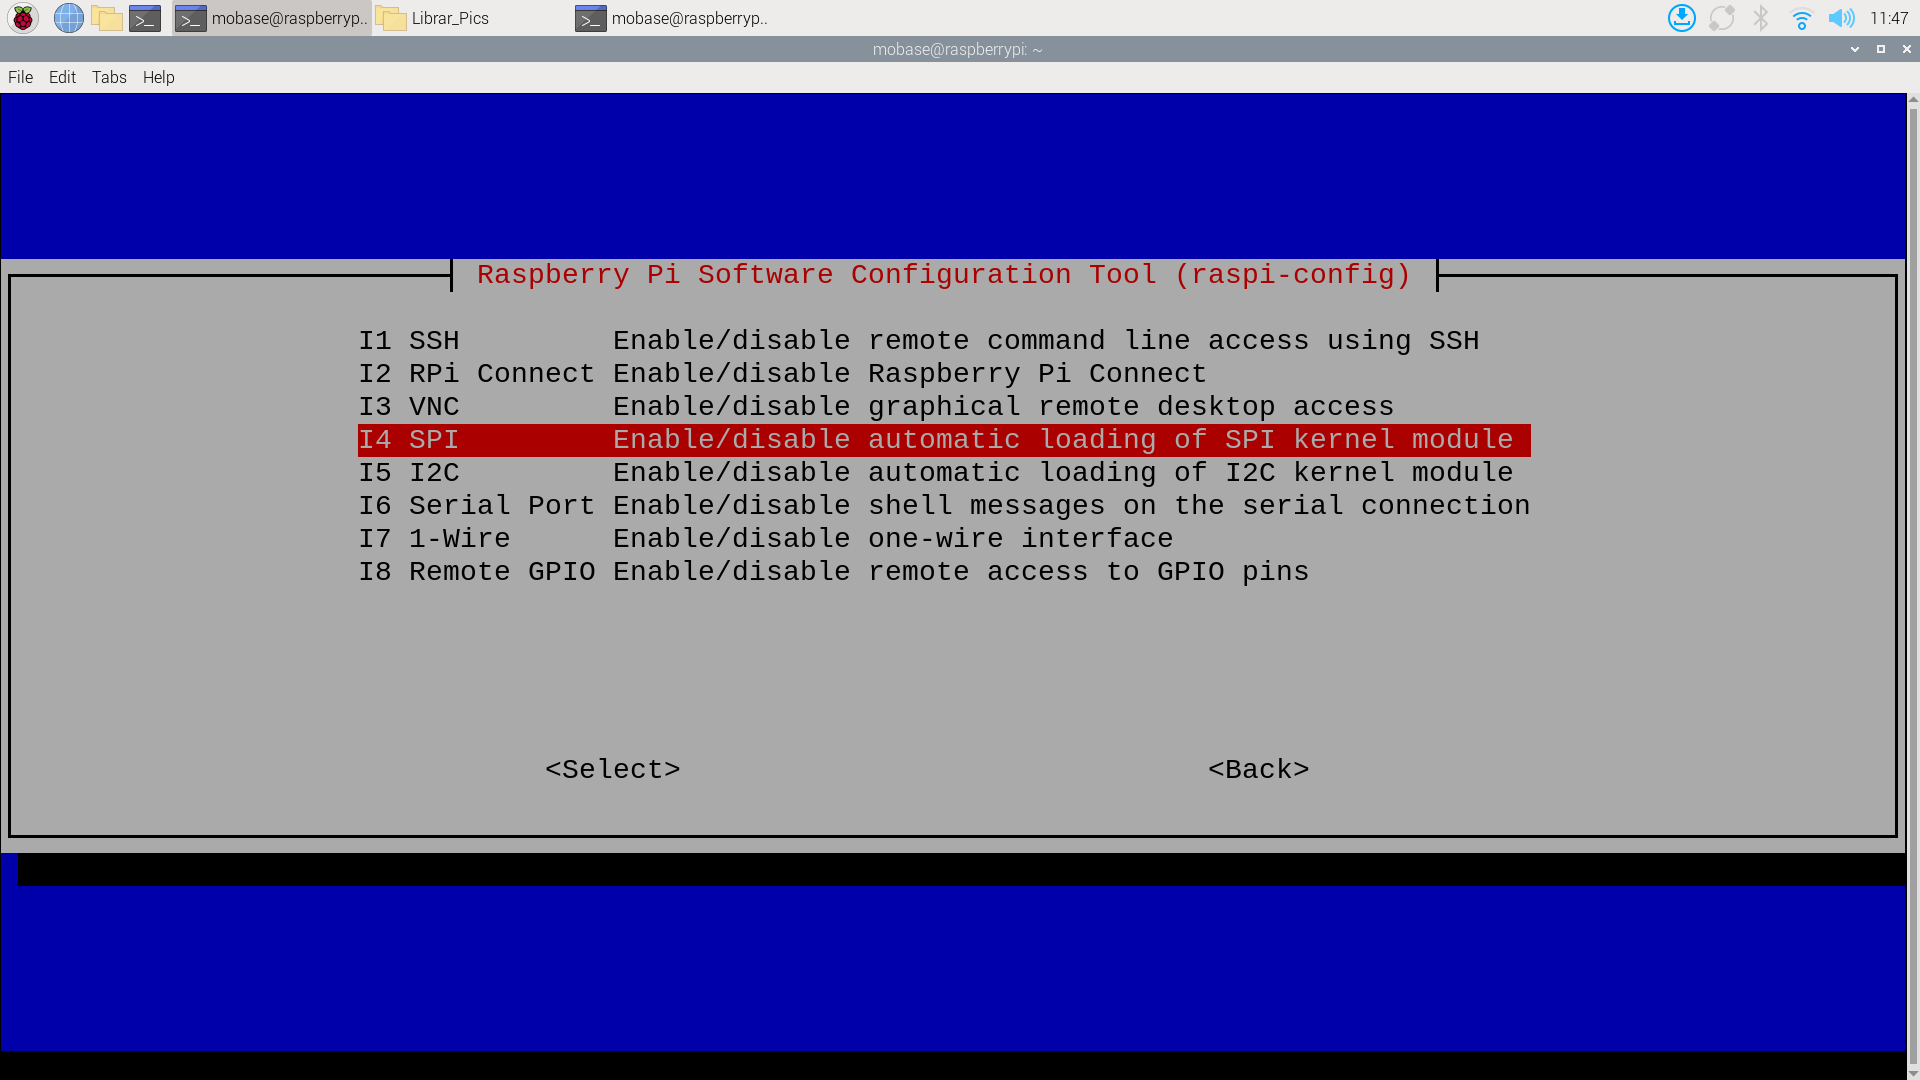 mobase@raspberryp..
Librar_Pics
mobase@raspberryp..
11:47
mobase@raspberrypi: ~
File Edit Tabs Help
Raspberry Pi Software Configuration Tool (raspi-config)
I1 SSH Enable/disable remote command line access using SSH
I2 RPi Connect Enable/disable Raspberry Pi Connect
I3 VNC Enable/disable graphical remote desktop access
I4 SPI Enable/disable automatic loading of SPI kernel module
I5 I2C Enable/disable automatic loading of I2C kernel module
I6 Serial Port Enable/disable shell messages on the serial connection
I7 1-Wire Enable/disable one-wire interface
I8 Remote GPIO Enable/disable remote access to GPIO pins
<Select> <Back>